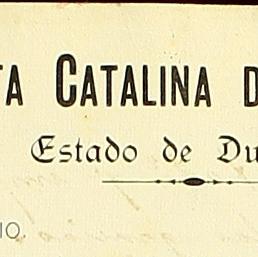 TA CATALINA D
Estado de Du
IO.